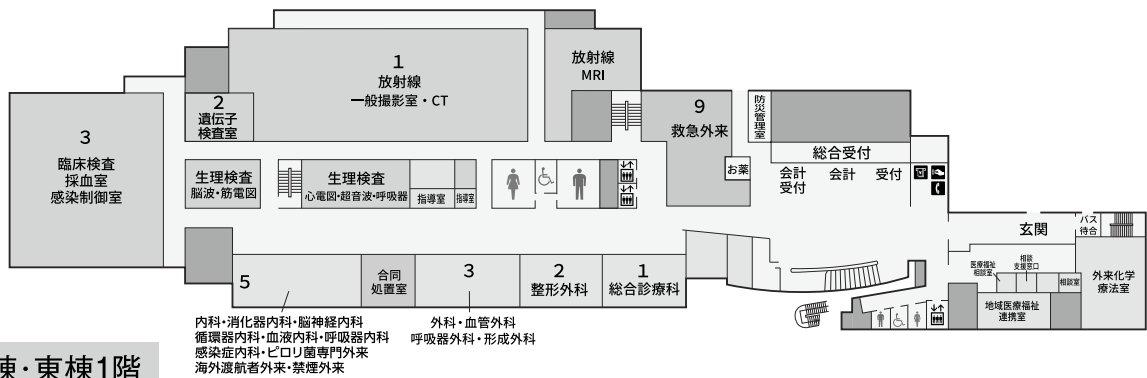 1
放射線
一般撮影室・CT
放射線
MRI
2
遺伝子
検査室
3
臨床検査
採血室
感染制御室
9
救急外来
防災管理室
総合受付
会計
受付
会計
受付
お薬
生理検査
脳波・筋電図
生理検査
心電図・超音波・呼吸器
指導室
指導室
玄関
バス
待合
医療福祉
相談室
相談
支援窓口
相談室
外来化学
療法室
地域医療福祉
連携室
5
合同
処置室
3
2
整形外科
1
総合診療科
内科・消化器内科・脳神経内科
循環器内科・血液内科・呼吸器内科
感染症内科・ピロリ菌専門外来
海外渡航者外来・禁煙外来
外科・血管外科
呼吸器外科・形成外科
棟・東棟1階